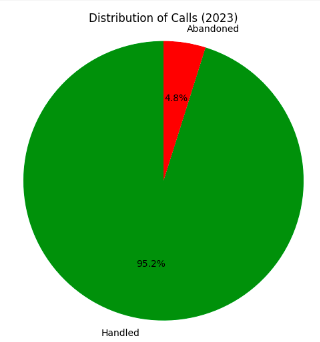 Distribution of Calls (2023)
Abandoned
4.8%
95.2%
Handled